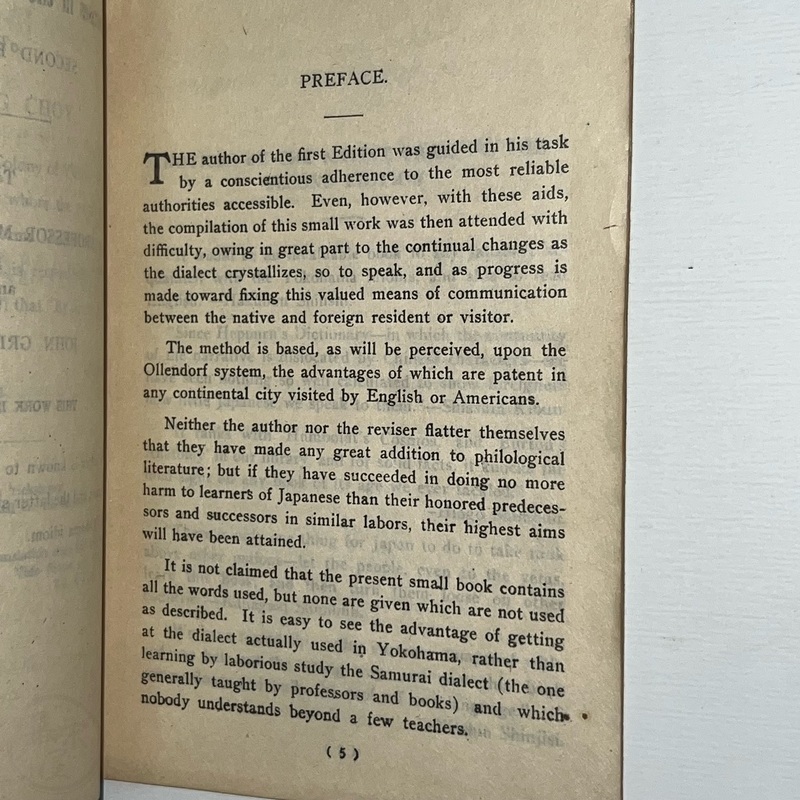 PREFACE.
THE author of the first Edition was guided in his task
by a conscientious adherence to the most reliable
authorities accessible. Even, however, with these aids,
the compilation of this small work was then attended with
difficulty, owing in great part to the continual changes as
the dialect crystallizes, so to speak, and as progress is
made toward fixing this valued means of communication
between the native and foreign resident or visitor.
The method is based, as will be perceived, upon the
Ollendorf system, the advantages of which are patent in
any continental city visited by English or Americans.
Neither the author nor the reviser flatter themselves
that they have made any great addition to philological
literature; but if they have succeeded in doing no more
harm to learners of Japanese than their honored predeces-
sors and successors in similar labors, their highest aims
will have been attained.
It is not claimed that the present small book contains
all the words used, but none are given which are not used
as described. It is easy to see the advantage of getting
at the dialect actually used in Yokohama, rather than
learning by laborious study the Samurai dialect (the one
generally taught by professors and books) and which
nobody understands beyond a few teachers.
( 5 )